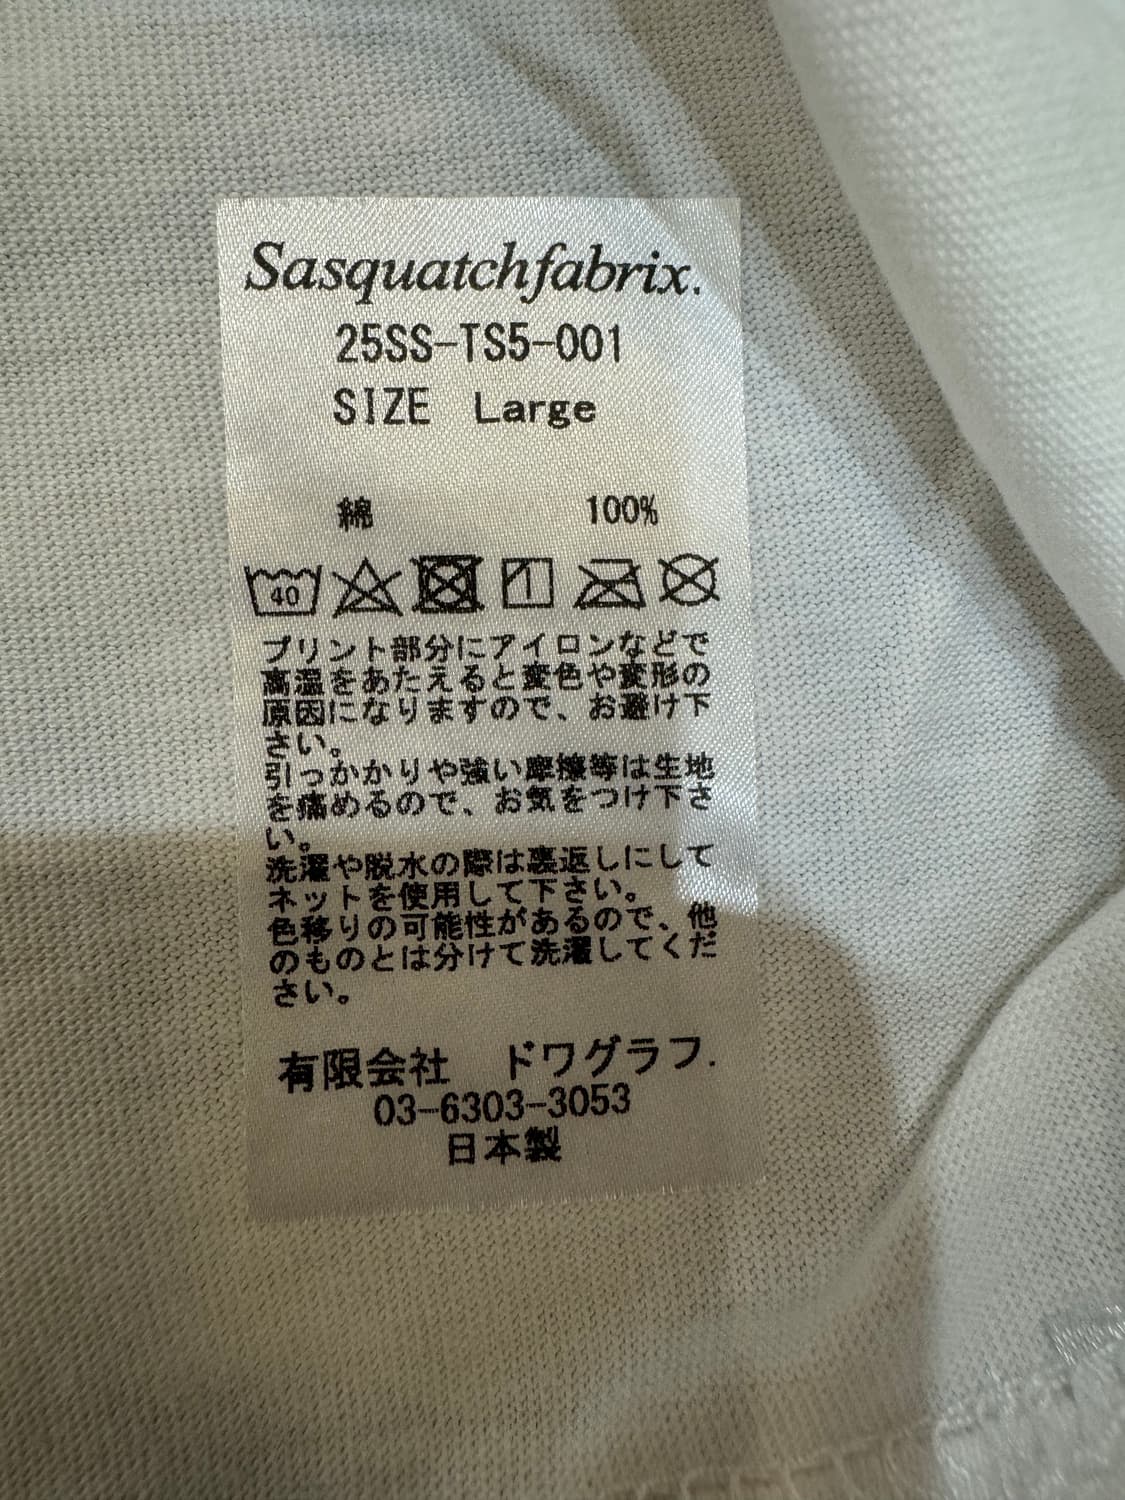 Sasquatchfabrix.
25SS-TS5-001
SIZE Large
綿 100%
40
プリント部分にアイロンなどで
高温をあたえると変色や変形の
原因になりますので、お避け下
さい。
引っかかりや強い摩擦等は生地
を痛めるので、お気をつけ下さ
い。
洗濯や脱水の際は裏返しにして
ネットを使用して下さい。
色移りの可能性があるので、他
のものとは分けて洗濯してくだ
さい。
有限会社 ドワグラフ.
03-6303-3053
日本製